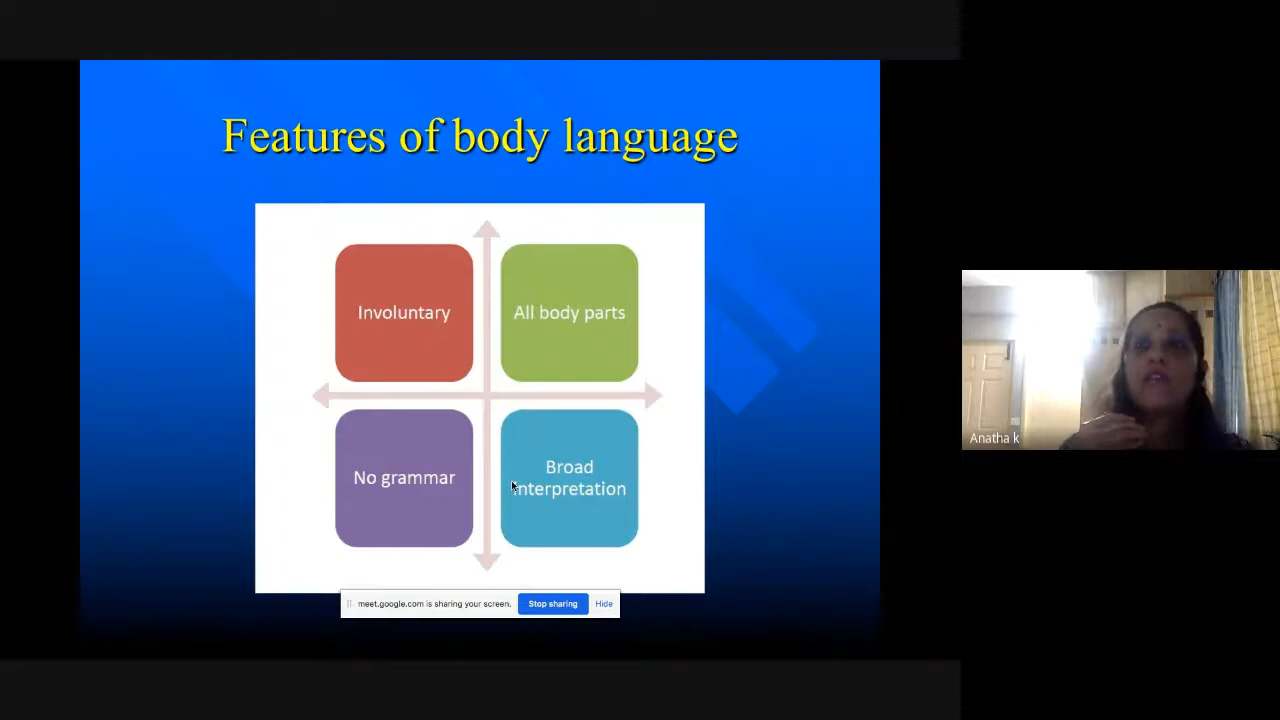 Features of body language
Involuntary
All body parts
No grammar
Broad
interpretation
meet.google.com is sharing your screen.
Stop sharing
Hide
Anatha k